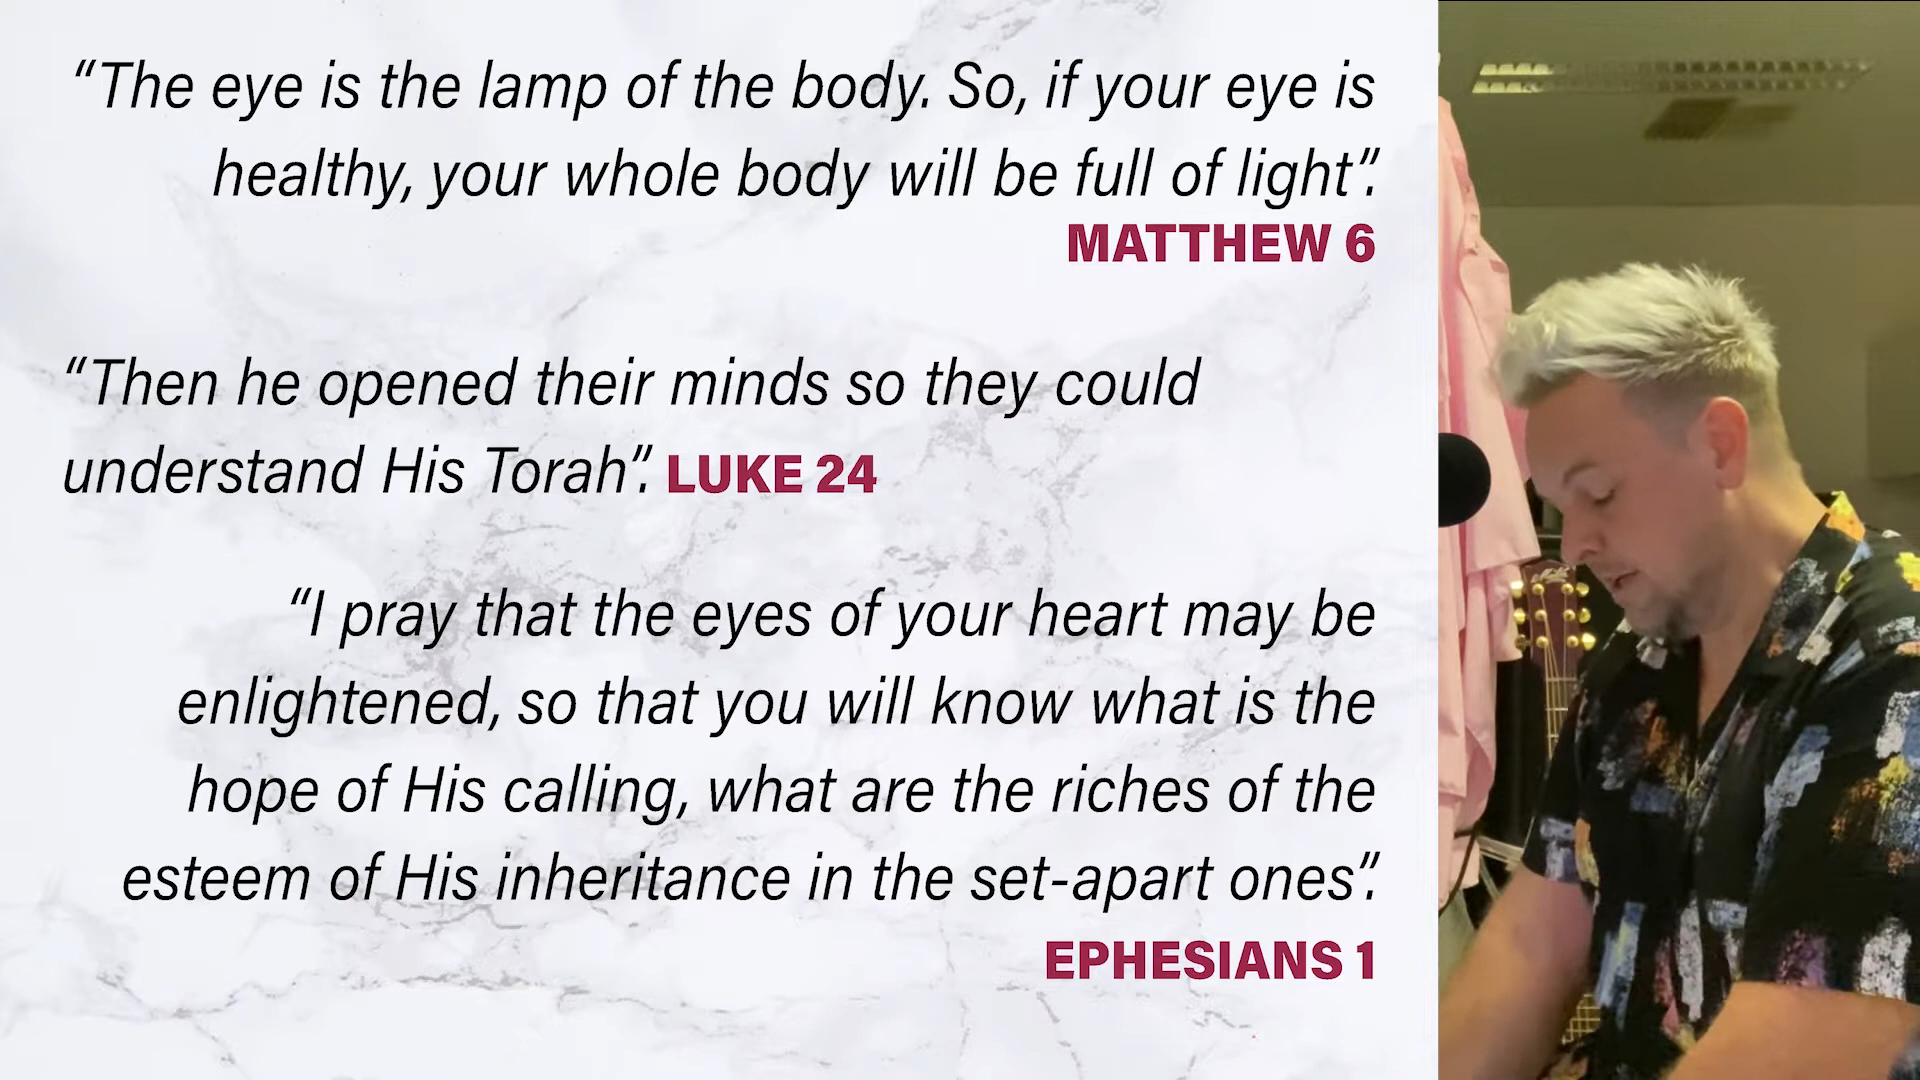 “The eye is the lamp of the body. So, if your eye is
healthy, your whole body will be full of light”.
MATTHEW 6
“Then he opened their minds so they could
understand His Torah”. LUKE 24
“I pray that the eyes of your heart may be
enlightened, so that you will know what is the
hope of His calling, what are the riches of the
esteem of His inheritance in the set-apart ones”.
EPHESIANS 1